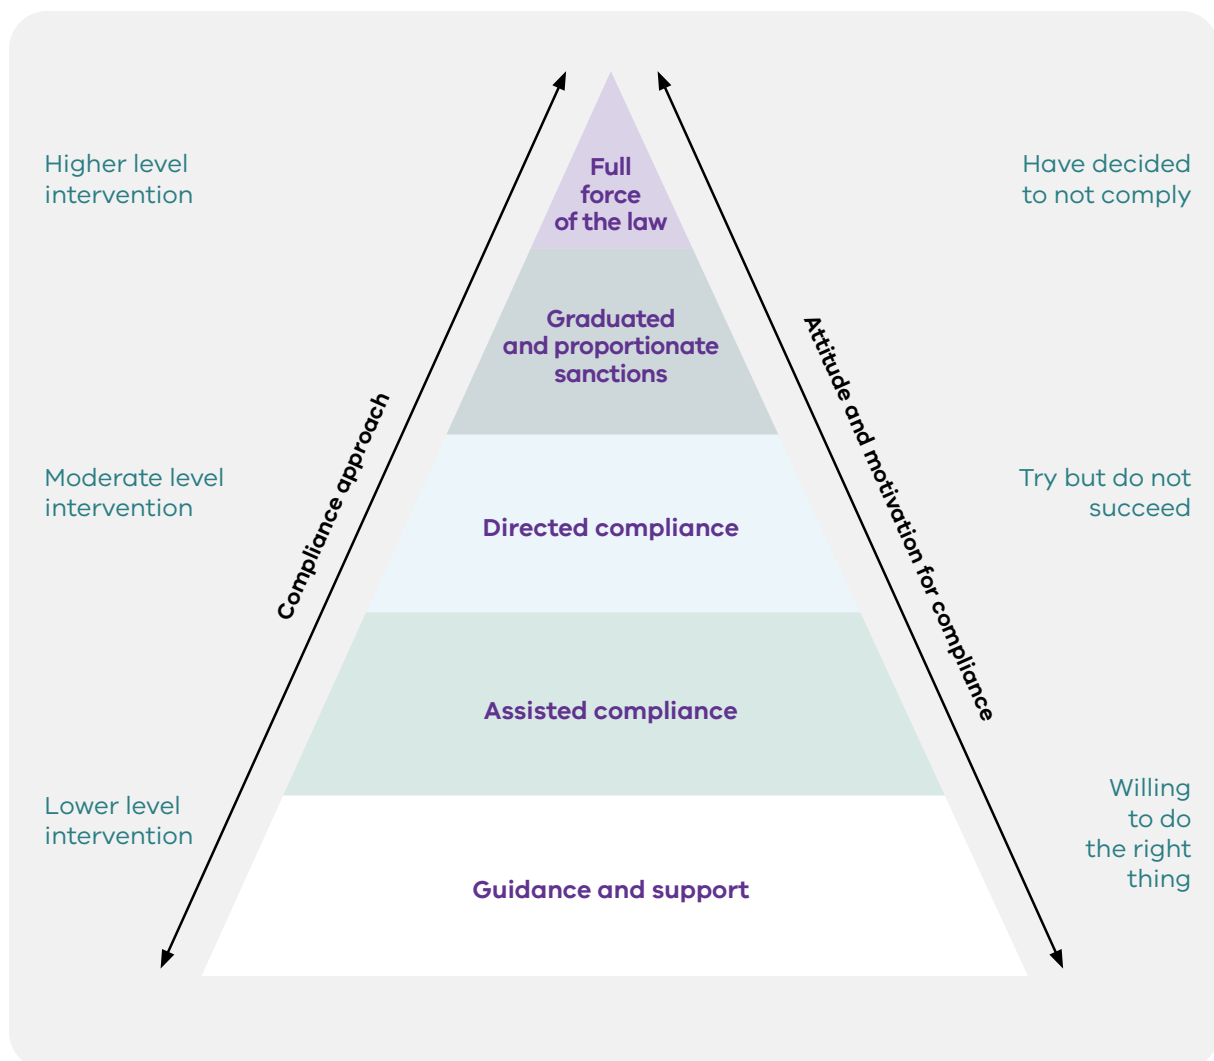 Higher level
intervention
Full
force
of the law
Have decided
to not comply
Graduated
and proportionate
sanctions
Compliance approach
Attitude and motivation for compliance
Moderate level
intervention
Directed compliance
Try but do not
succeed
Assisted compliance
Lower level
intervention
Guidance and support
Willing
to do
the right
thing